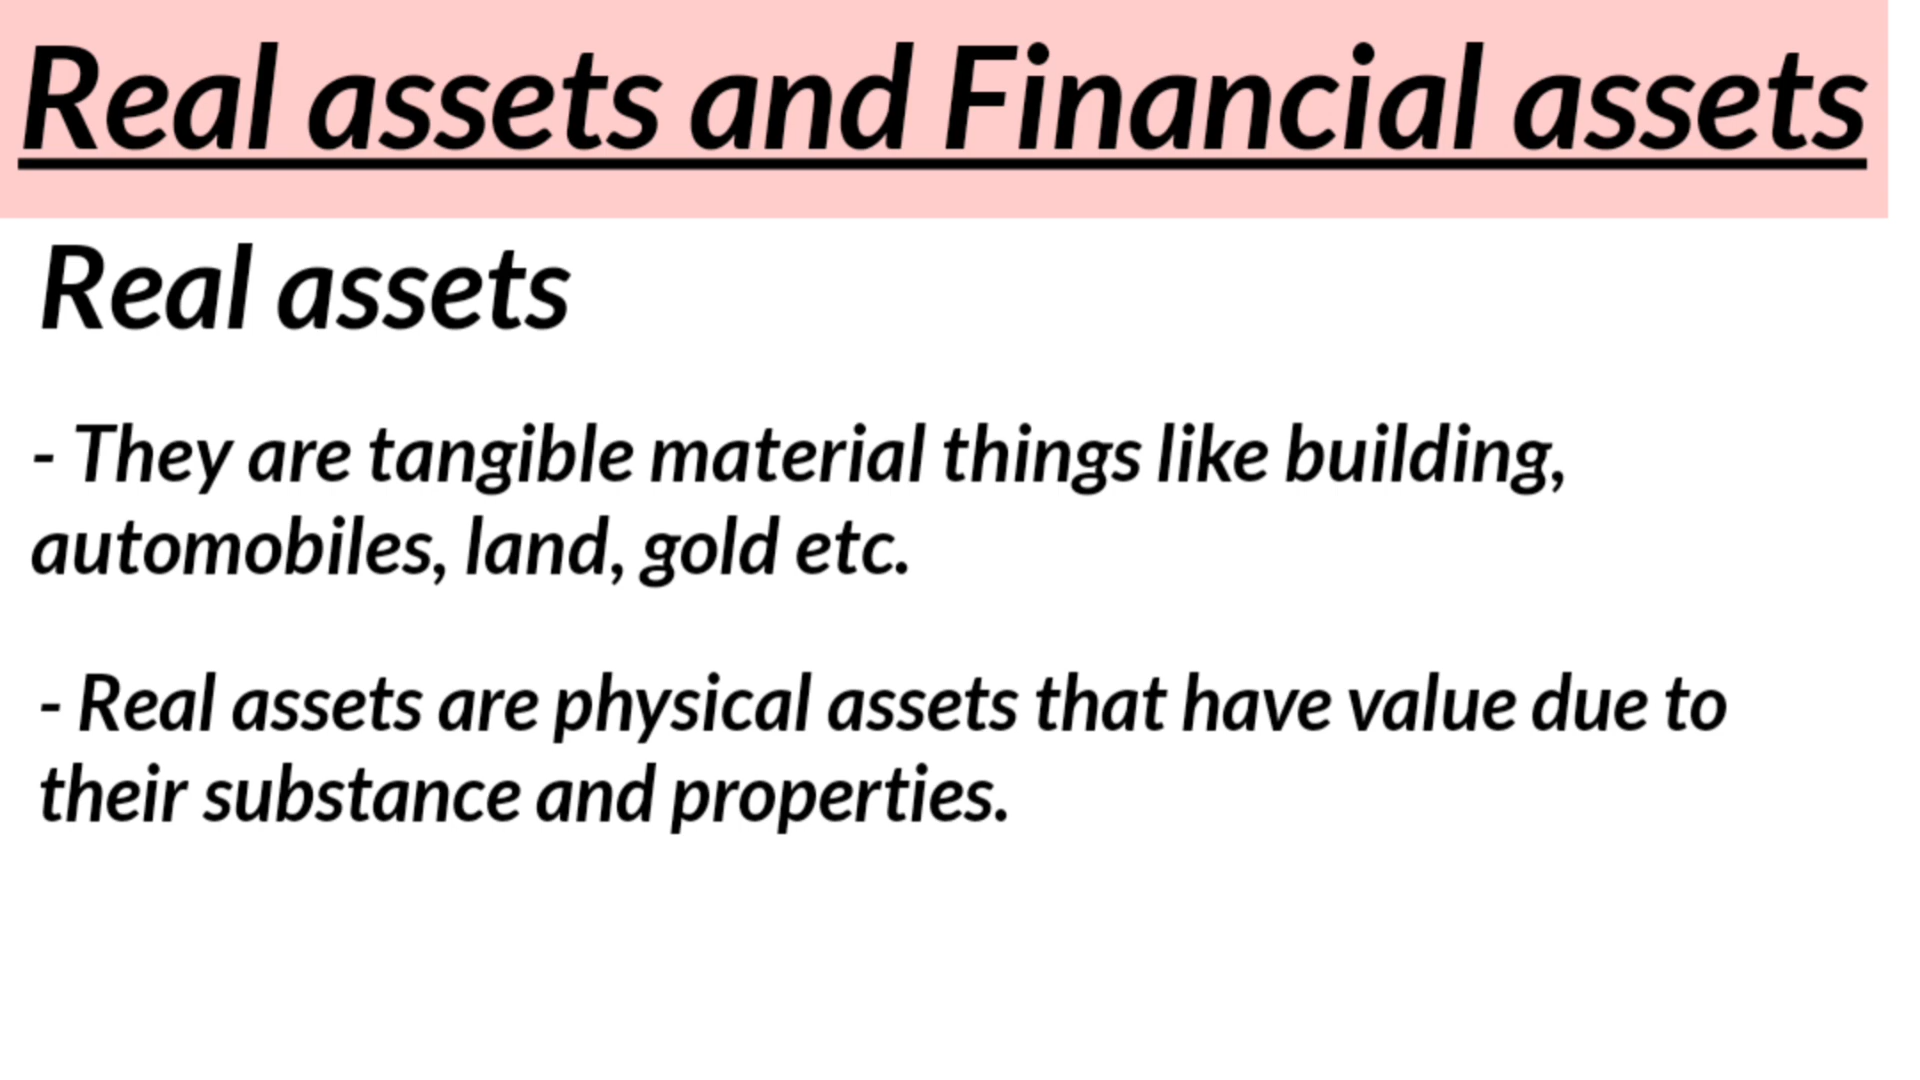 Real assets and Financial assets
Real assets
- They are tangible material things like building,
automobiles, land, gold etc.
- Real assets are physical assets that have value due to
their substance and properties.